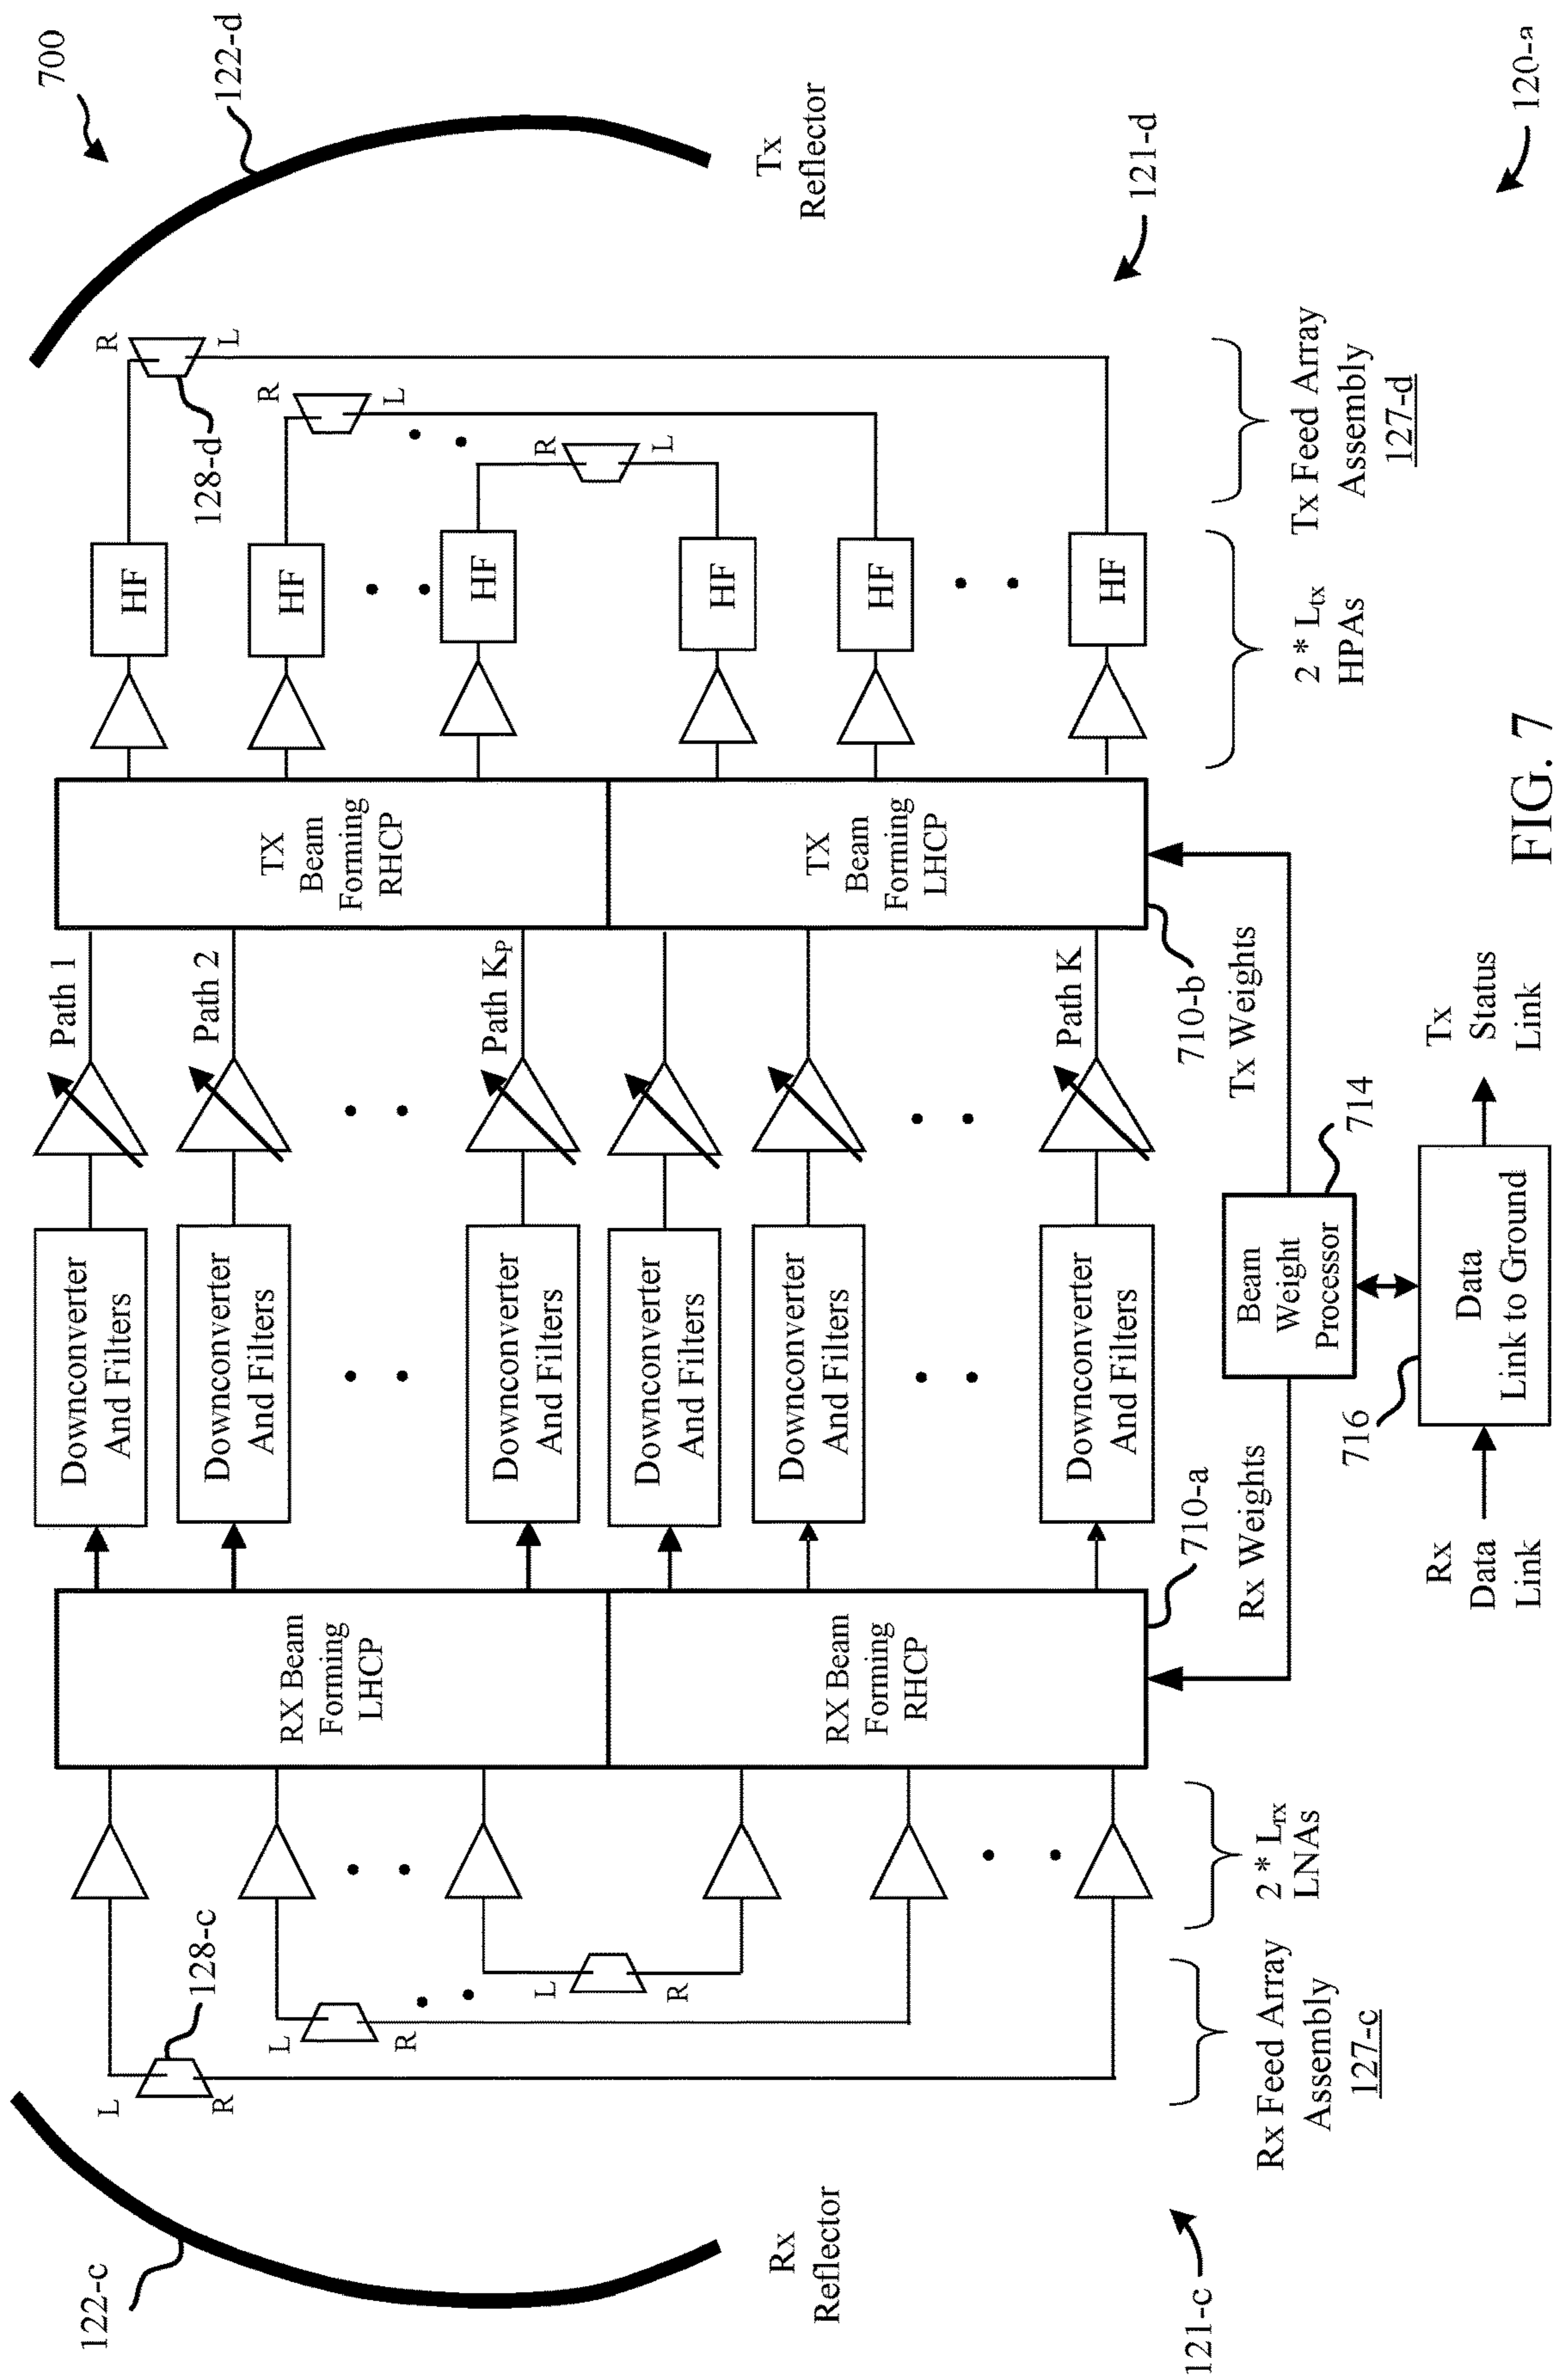 700
122-d
Tx
Reflector
R
L
128-d
R
L
R
L
121-d
120-a
HF
HF
HF
HF
HF
HF
Tx Feed Array
Assembly
127-d
2 * Ltx
HPAs
TX
Beam
Forming
RHCP
TX
Beam
Forming
LHCP
710-b
Tx Weights
Path 1
Path 2
Path KP
Path K
Downconverter
And Filters
Downconverter
And Filters
Downconverter
And Filters
Downconverter
And Filters
Downconverter
And Filters
Downconverter
And Filters
Beam
Weight
Processor
714
Data
Link to Ground
716
Tx
Status
Link
Rx
Data
Link
Rx Weights
710-a
RX Beam
Forming
LHCP
RX Beam
Forming
RHCP
2 * Lrx
LNAs
Rx Feed Array
Assembly
127-c
L
R
128-c
L
R
L
R
122-c
Rx
Reflector
121-c
FIG. 7